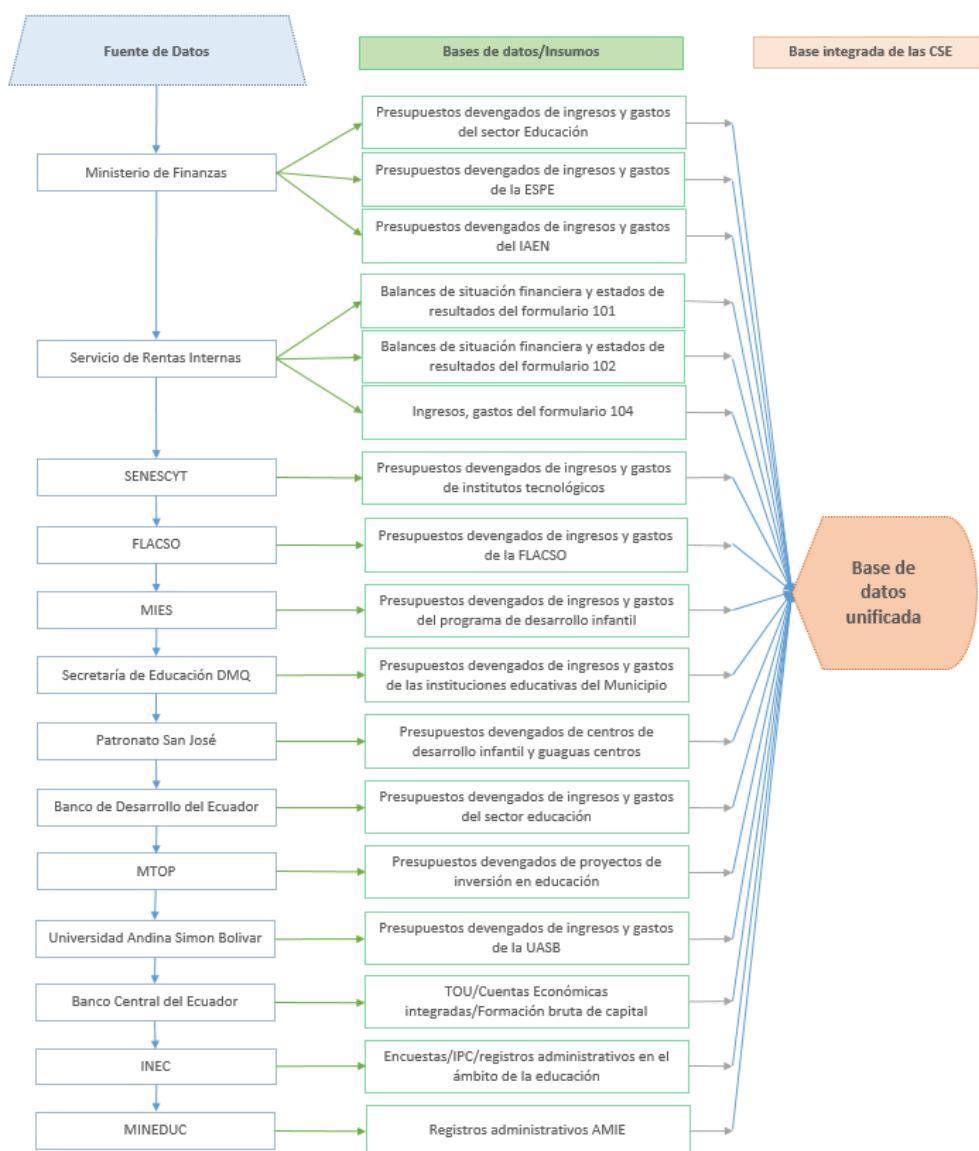 Fuente de Datos
Bases de datos/Insumos
Base integrada de las CSE
Ministerio de Finanzas
Presupuestos devengados de ingresos y gastos
del sector Educación
Presupuestos devengados de ingresos y gastos
de la ESPE
Presupuestos devengados de ingresos y gastos
del IAEN
Servicio de Rentas Internas
Balances de situación financiera y estados de
resultados del formulario 101
Balances de situación financiera y estados de
resultados del formulario 102
Ingresos, gastos del formulario 104
SENESCYT
Presupuestos devengados de ingresos y gastos
de institutos tecnológicos
FLACSO
Presupuestos devengados de ingresos y gastos
de la FLACSO
MIES
Presupuestos devengados de ingresos y gastos
del programa de desarrollo infantil
Secretaría de Educación DMQ
Presupuestos devengados de ingresos y gastos
de las instituciones educativas del Municipio
Patronato San José
Presupuestos devengados de centros de
desarrollo infantil y guaguas centros
Banco de Desarrollo del Ecuador
Presupuestos devengados de ingresos y gastos
del sector educación
MTOP
Presupuestos devengados de proyectos de
inversión en educación
Universidad Andina Simon Bolivar
Presupuestos devengados de ingresos y gastos
de la UASB
Banco Central del Ecuador
TOU/Cuentas Económicas
integradas/Formación bruta de capital
INEC
Encuestas/IPC/registros administrativos en el
ámbito de la educación
MINEDUC
Registros administrativos AMIE
Base de
datos
unificada